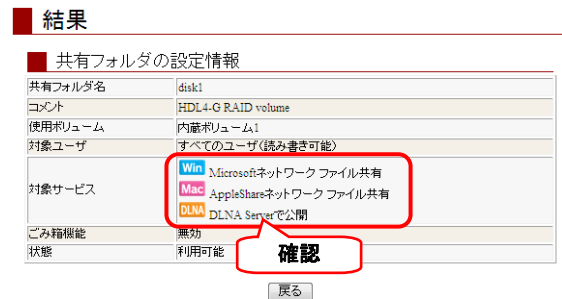 結果
共有フォルダの設定情報
共有フォルダ名 disk1
コメント HDL4-G RAID volume
使用ボリューム 内蔵ボリューム1
対象ユーザ すべてのユーザ(読み書き可能)
対象サービス
Win Microsoftネットワーク ファイル共有
Mac AppleShareネットワーク ファイル共有
DLNA DLNA Serverで公開
ごみ箱機能 無効
状態 利用可能
確認
戻る